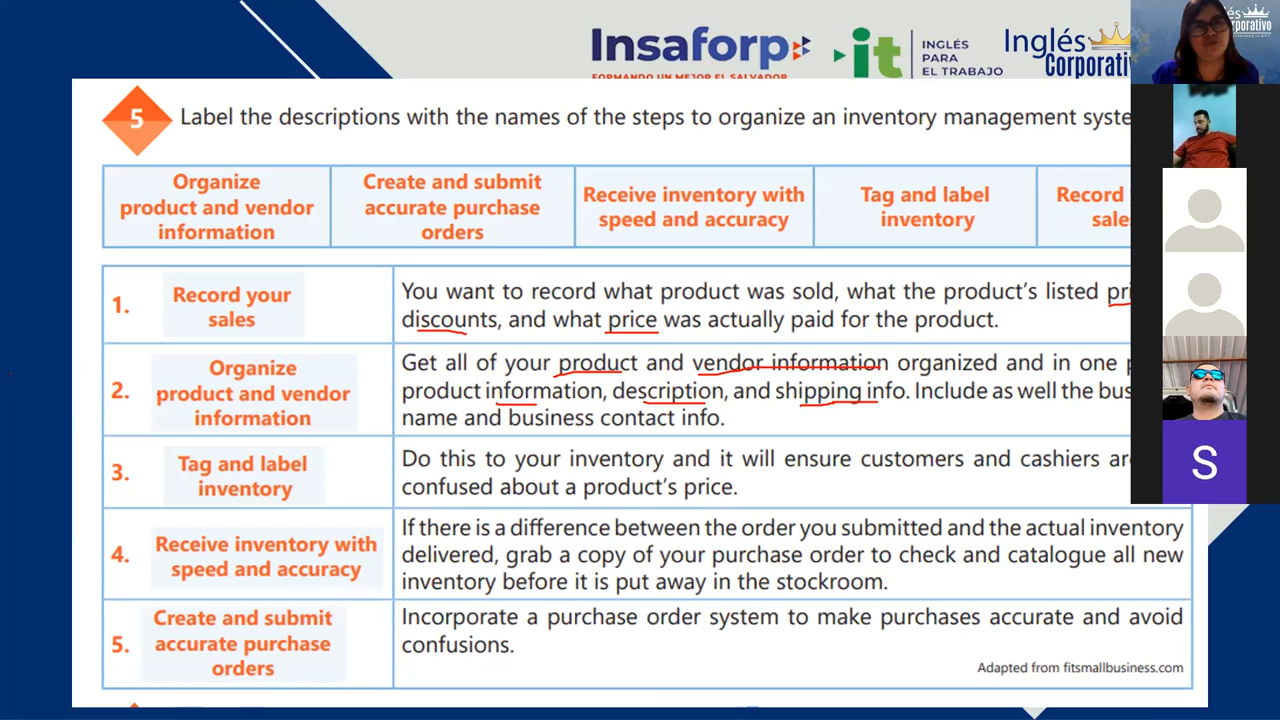 Insaforp
FORMANDO UN MEJOR EL SALVADOR
it
INGLÉS
PARA
EL TRABAJO
Inglés
Corporativ
és
orporativo
5
Label the descriptions with the names of the steps to organize an inventory management syste
Organize
product and vendor
information
Create and submit
accurate purchase
orders
Receive inventory with
speed and accuracy
Tag and label
inventory
Record
sale
1.
Record your
sales
You want to record what product was sold, what the product's listed pri
discounts, and what price was actually paid for the product.
2.
Organize
product and vendor
information
Get all of your product and vendor information organized and in one p
product information, description, and shipping info. Include as well the bus
name and business contact info.
3.
Tag and label
inventory
Do this to your inventory and it will ensure customers and cashiers ar
confused about a product's price.
4.
Receive inventory with
speed and accuracy
If there is a difference between the order you submitted and the actual inventory
delivered, grab a copy of your purchase order to check and catalogue all new
inventory before it is put away in the stockroom.
5.
Create and submit
accurate purchase
orders
Incorporate a purchase order system to make purchases accurate and avoid
confusions.
Adapted from fitsmallbusiness.com
S